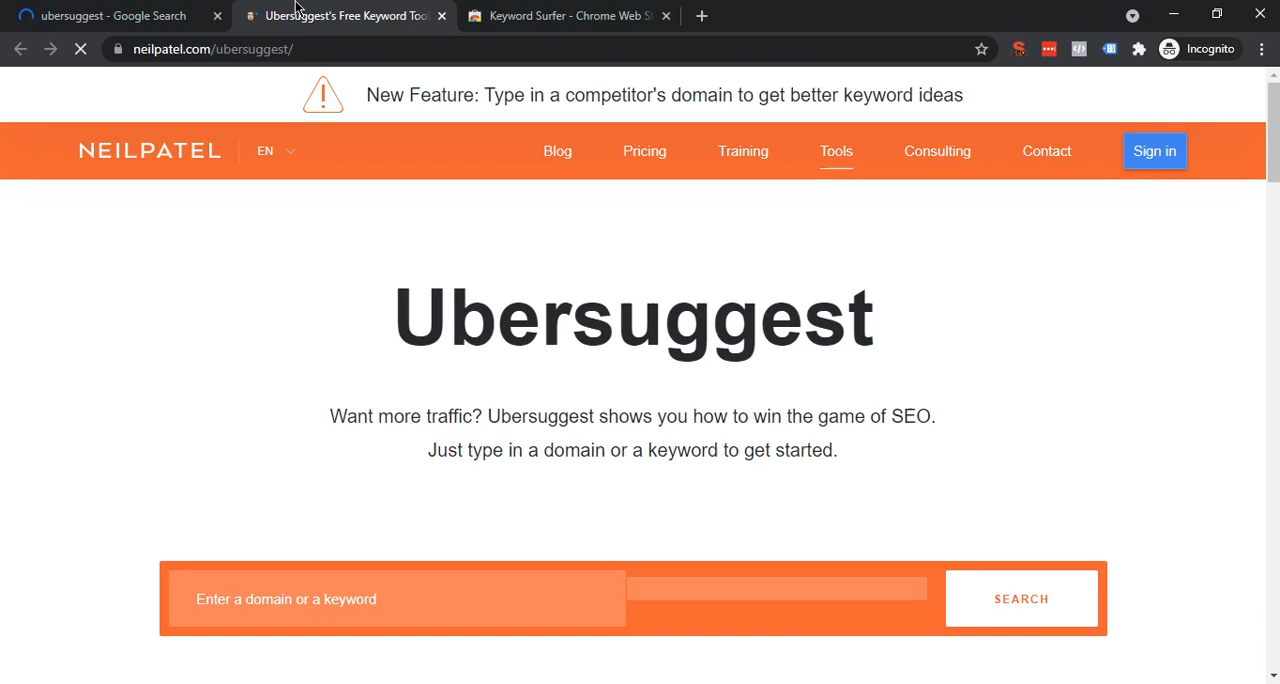 ubersuggest - Google Search
Ubersuggest's Free Keyword Tool
Keyword Surfer - Chrome Web St
neilpatel.com/ubersuggest/
Incognito
New Feature: Type in a competitor's domain to get better keyword ideas
NEILPATEL
EN
Blog
Pricing
Training
Tools
Consulting
Contact
Sign in
Ubersuggest
Want more traffic? Ubersuggest shows you how to win the game of SEO.
Just type in a domain or a keyword to get started.
Enter a domain or a keyword
SEARCH